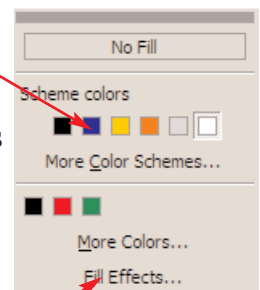 No Fill
Scheme colors
s
More Color Schemes...
More Colors...
Fill Effects...